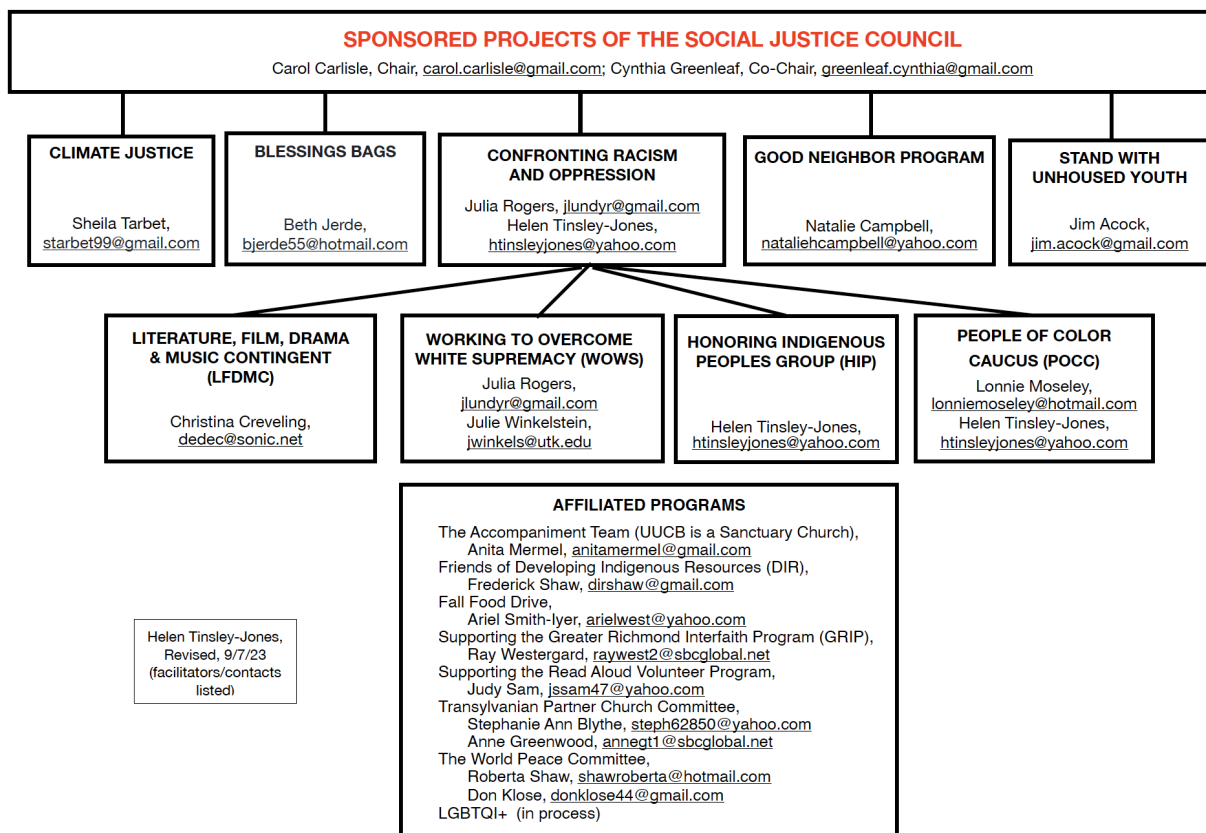 SPONSORED PROJECTS OF THE SOCIAL JUSTICE COUNCIL
Carol Carlisle, Chair, carol.carlisle@gmail.com; Cynthia Greenleaf, Co-Chair, greenleaf.cynthia@gmail.com
CLIMATE JUSTICE
Sheila Tarbet,
starbet99@gmail.com
BLESSINGS BAGS
Beth Jerde,
bjerde55@hotmail.com
CONFRONTING RACISM
AND OPPRESSION
Julia Rogers, jlundyr@gmail.com
Helen Tinsley-Jones,
htinsleyjones@yahoo.com
GOOD NEIGHBOR PROGRAM
Natalie Campbell,
nataliehcampbell@yahoo.com
STAND WITH
UNHOUSED YOUTH
Jim Acock,
jim.acock@gmail.com
LITERATURE, FILM, DRAMA
& MUSIC CONTINGENT
(LFDMC)
Christina Creveling,
dedec@sonic.net
WORKING TO OVERCOME
WHITE SUPREMACY (WOWS)
Julia Rogers,
jlundyr@gmail.com
Julie Winkelstein,
jwinkels@utk.edu
HONORING INDIGENOUS
PEOPLES GROUP (HIP)
Helen Tinsley-Jones,
htinsleyjones@yahoo.com
PEOPLE OF COLOR
CAUCUS (POCC)
Lonnie Moseley,
lonniemoseley@hotmail.com
Helen Tinsley-Jones,
htinsleyjones@yahoo.com
AFFILIATED PROGRAMS
The Accompaniment Team (UUCB is a Sanctuary Church),
Anita Mermel, anitamermel@gmail.com
Friends of Developing Indigenous Resources (DIR),
Frederick Shaw, dirshaw@gmail.com
Fall Food Drive,
Ariel Smith-Iyer, arielwest@yahoo.com
Supporting the Greater Richmond Interfaith Program (GRIP),
Ray Westergard, raywest2@sbcglobal.net
Supporting the Read Aloud Volunteer Program,
Judy Sam, jssam47@yahoo.com
Transylvanian Partner Church Committee,
Stephanie Ann Blythe, steph62850@yahoo.com
Anne Greenwood, annegt1@sbcglobal.net
The World Peace Committee,
Roberta Shaw, shawroberta@hotmail.com
Don Klose, donklose44@gmail.com
LGBTQI+ (in process)
Helen Tinsley-Jones,
Revised, 9/7/23
(facilitators/contacts
listed)